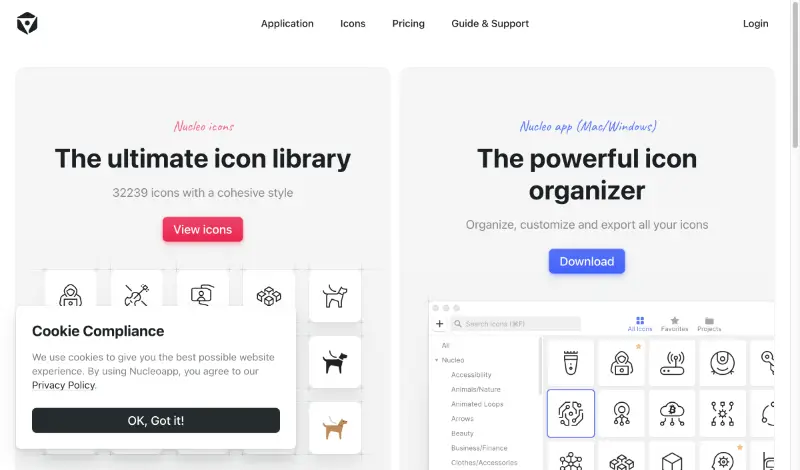 Application
Icons
Pricing
Guide & Support
Login
Nucleo icons
The ultimate icon library
32239 icons with a cohesive style
View icons
Cookie Compliance
We use cookies to give you the best possible website
experience. By using Nucleoapp, you agree to our
Privacy Policy.
OK, Got it!
Nucleo app (Mac/Windows)
The powerful icon
organizer
Organize, customize and export all your icons
Download
Search icons (⌘F)
All Icons
Favorites
Projects
All
Nucleo
Accessibility
Animals/Nature
Animated Loops
Arrows
Beauty
Business/Finance
Clothes/Accessories